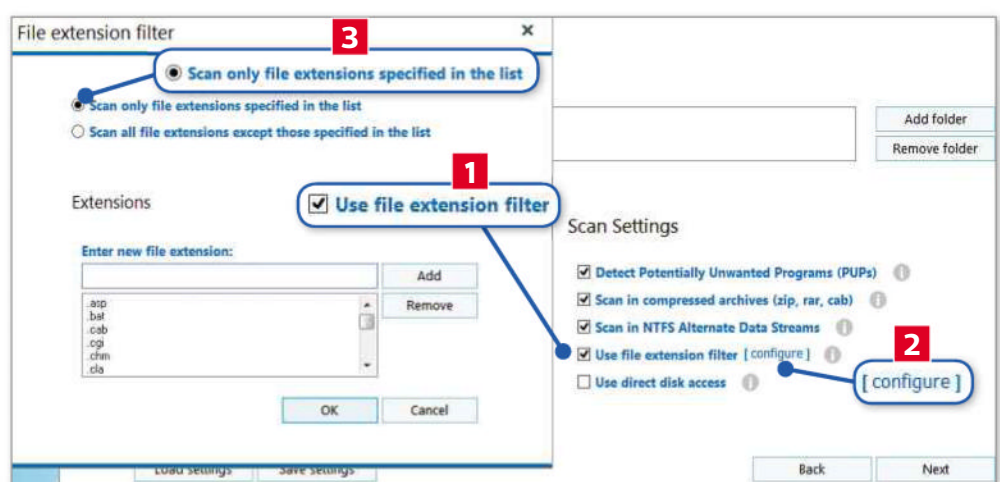 File extension filter
×
3
Scan only file extensions specified in the list
Scan only file extensions specified in the list
Scan all file extensions except those specified in the list
Extensions
Enter new file extension:
Add
.asp
.bat
.cab
.cgi
.chm
.cla
Remove
OK
Cancel
1
Use file extension filter
Add folder
Remove folder
Scan Settings
Detect Potentially Unwanted Programs (PUPs)
Scan in compressed archives (zip, rar, cab)
Scan in NTFS Alternate Data Streams
Use file extension filter [ configure ]
Use direct disk access
2
[ configure ]
Load settings
Save settings
Back
Next